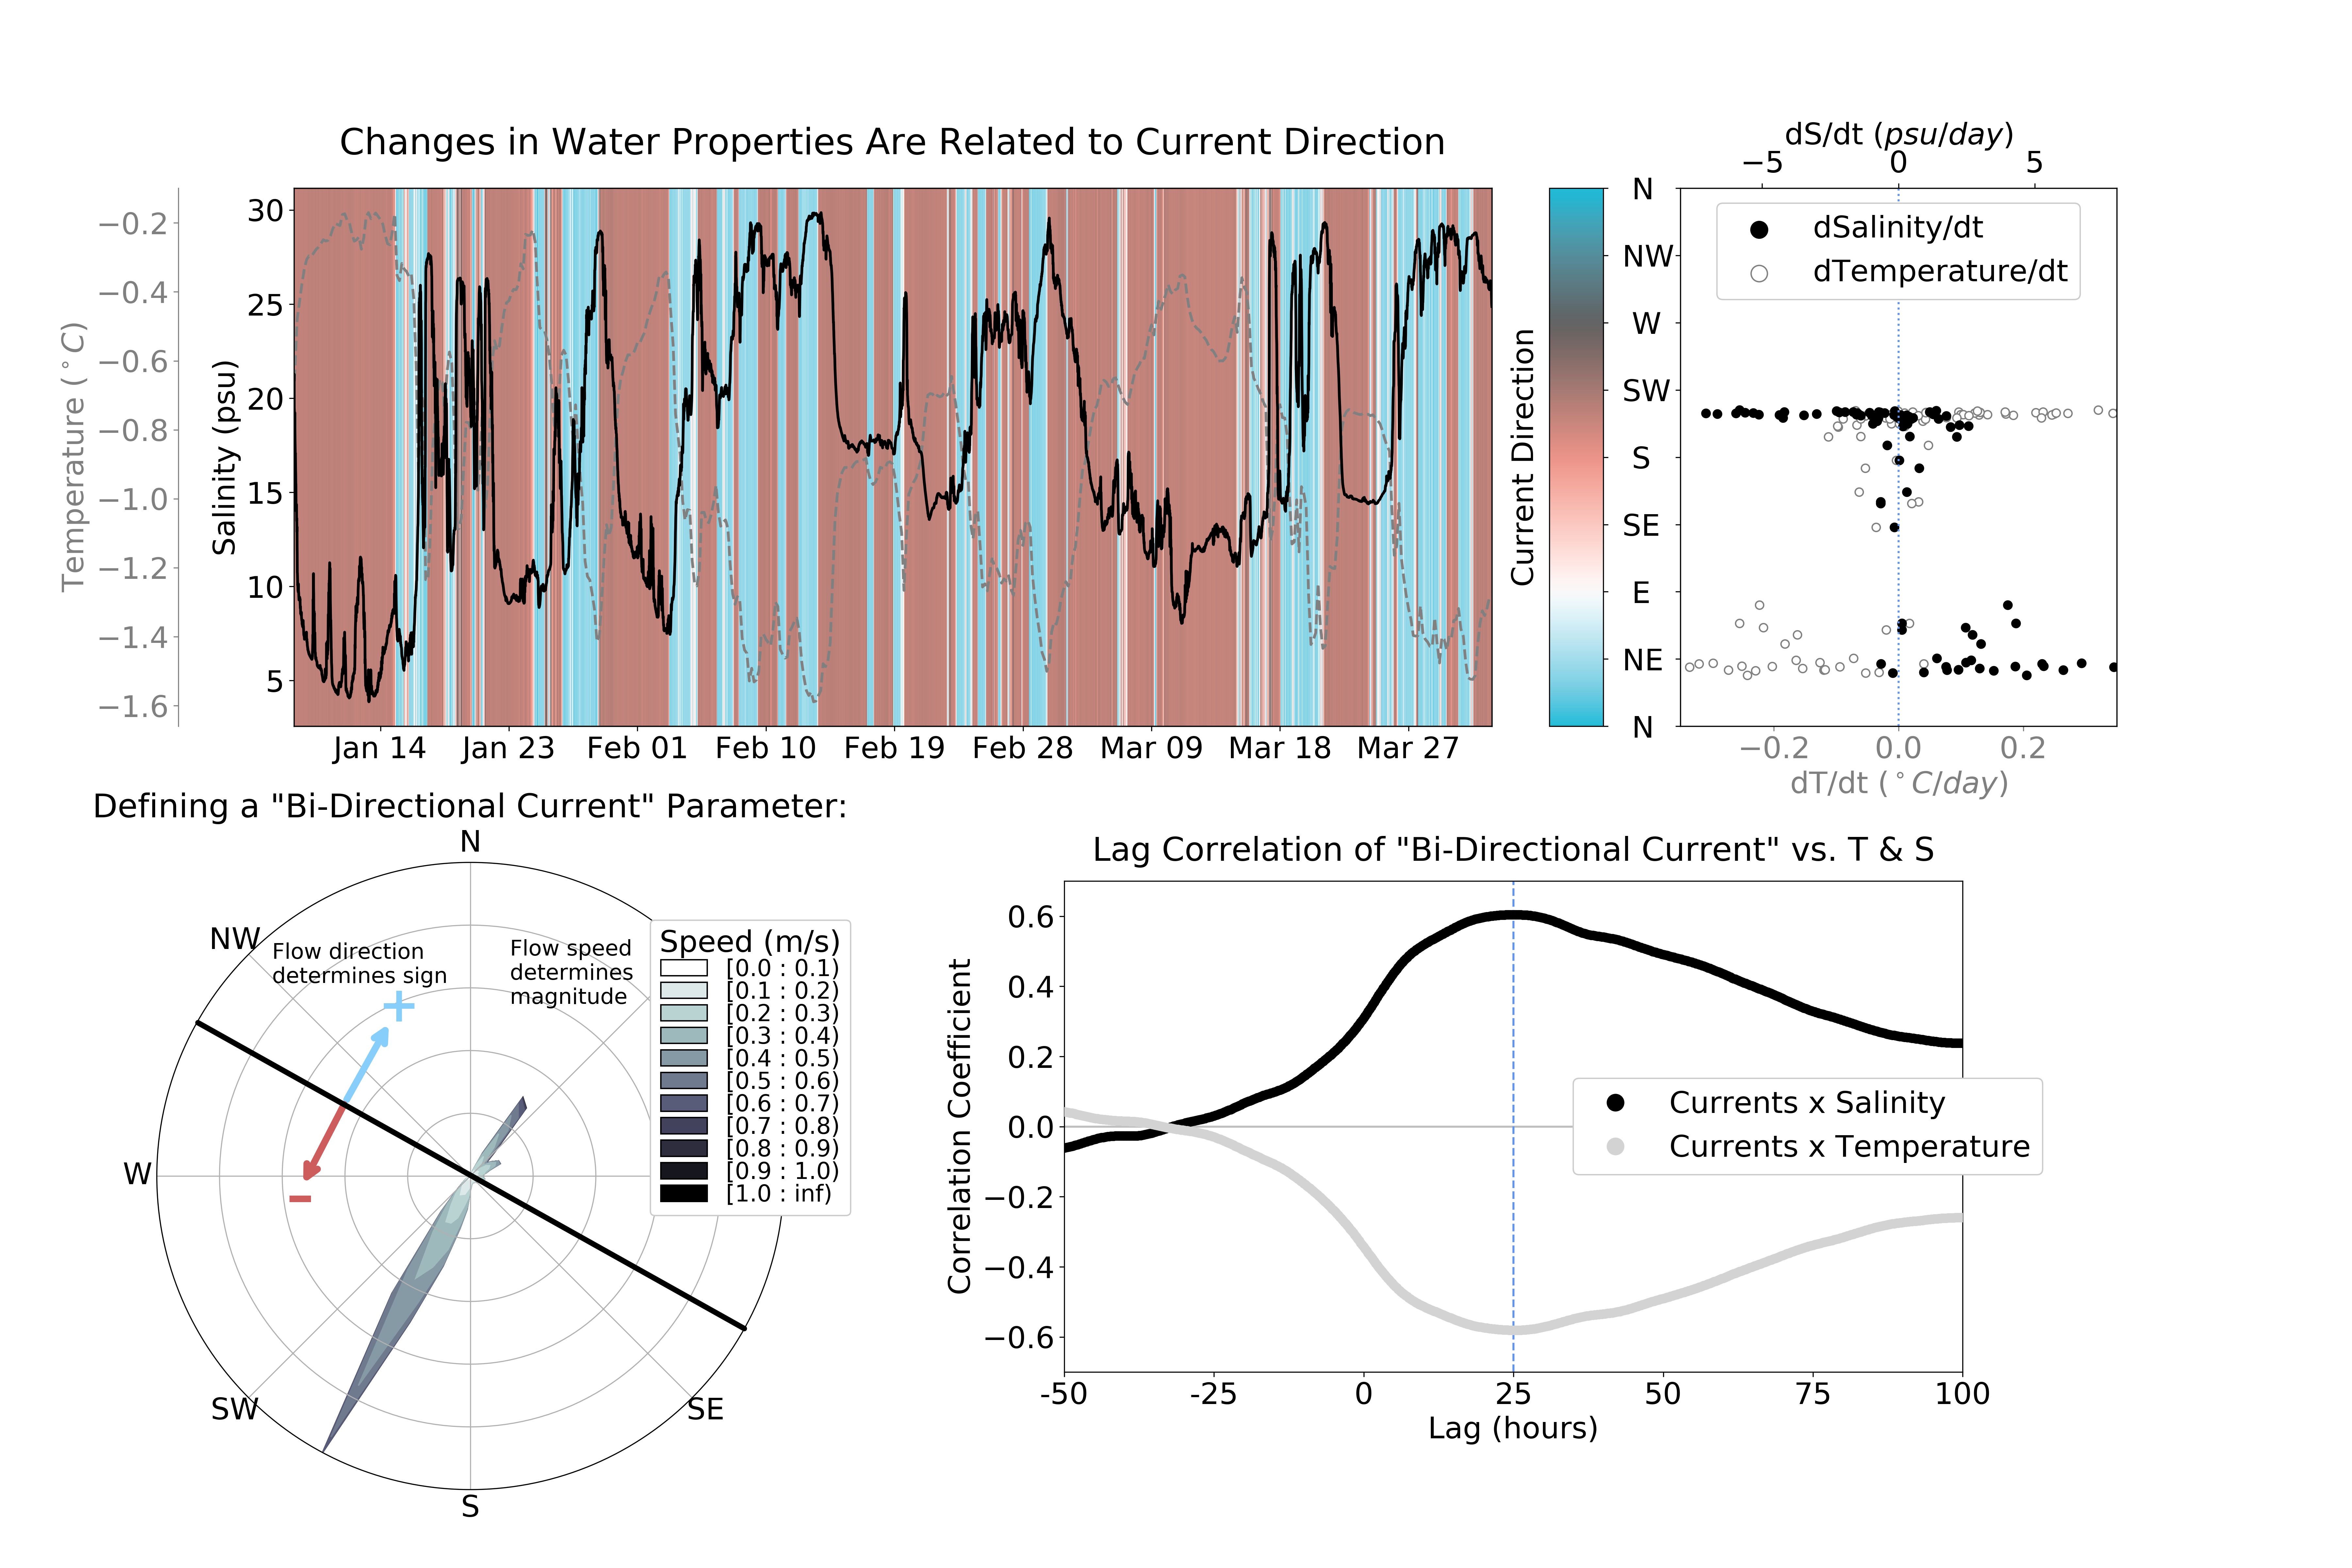 Changes in Water Properties Are Related to Current Direction
Temperature (°C)
−0.2
−0.4
−0.6
−0.8
−1.0
−1.2
−1.4
−1.6
Salinity (psu)
30
25
20
15
10
5
Jan 14
Jan 23
Feb 01
Feb 10
Feb 19
Feb 28
Mar 09
Mar 18
Mar 27
Current Direction
N
NW
W
SW
S
SE
E
NE
N
dS/dt (psu/day)
−5
0
5
dSalinity/dt
dTemperature/dt
−0.2
0.0
0.2
dT/dt (°C/day)
Defining a "Bi-Directional Current" Parameter:
N
NW
W
SW
S
SE
Flow direction
determines sign
Flow speed
determines
magnitude
+
−
Speed (m/s)
[0.0 : 0.1)
[0.1 : 0.2)
[0.2 : 0.3)
[0.3 : 0.4)
[0.4 : 0.5)
[0.5 : 0.6)
[0.6 : 0.7)
[0.7 : 0.8)
[0.8 : 0.9)
[0.9 : 1.0)
[1.0 : inf)
Lag Correlation of "Bi-Directional Current" vs. T & S
Correlation Coefficient
0.6
0.4
0.2
0.0
−0.2
−0.4
−0.6
Currents x Salinity
Currents x Temperature
-50
-25
0
25
50
75
100
Lag (hours)